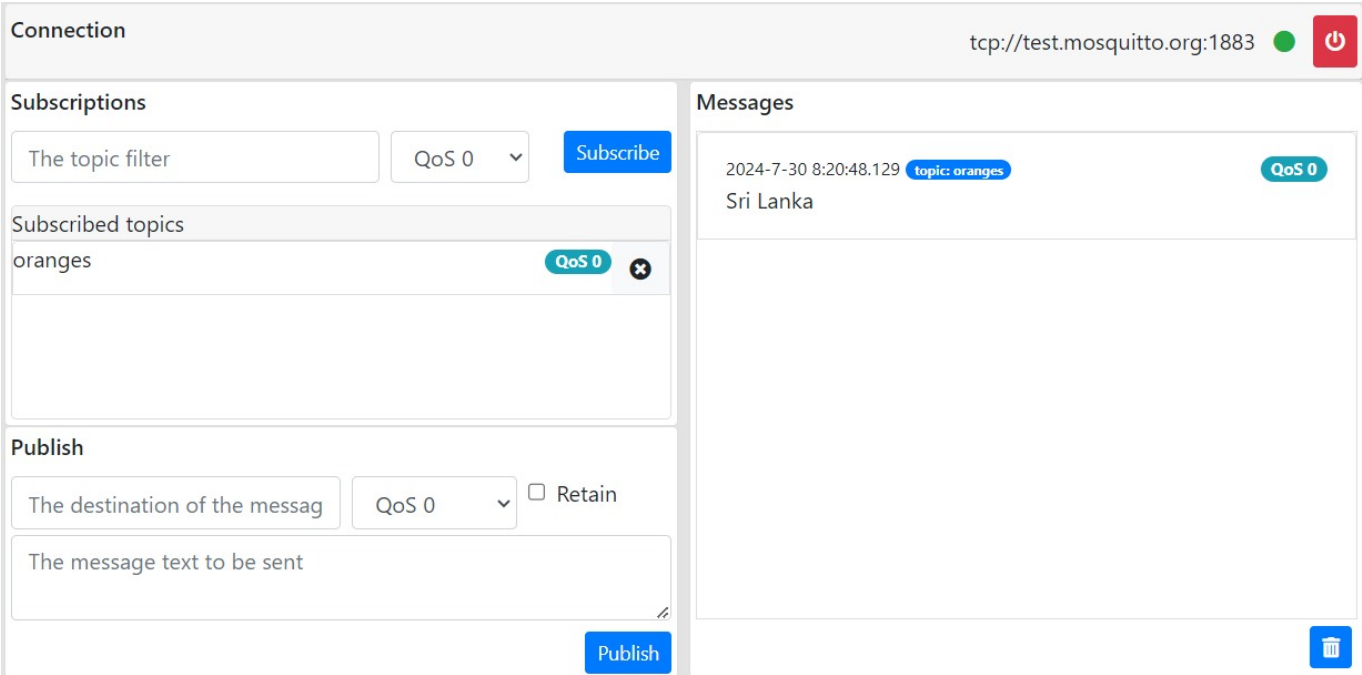 Connection
tcp://test.mosquitto.org:1883
Subscriptions
The topic filter
QoS 0
Subscribe
Subscribed topics
oranges
QoS 0
Publish
The destination of the messag
QoS 0
Retain
The message text to be sent
Publish
Messages
2024-7-30 8:20:48.129 topic: oranges QoS 0
Sri Lanka